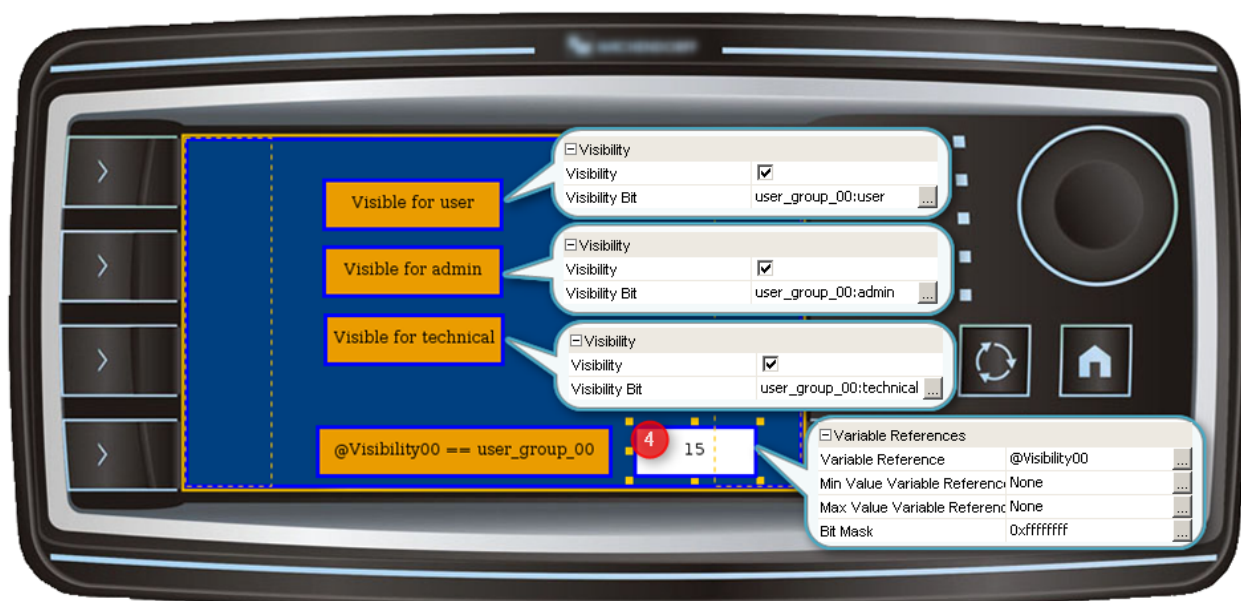 Visible for user
Visibility
Visibility
Visibility Bit user_group_00:user ...
Visible for admin
Visibility
Visibility
Visibility Bit user_group_00:admin ...
Visible for technical
Visibility
Visibility
Visibility Bit user_group_00:technical ...
@Visibility00 == user_group_00
4
15
Variable References
Variable Reference @Visibility00 ...
Min Value Variable Referenc None ...
Max Value Variable Referenc None ...
Bit Mask 0xffffffff ...